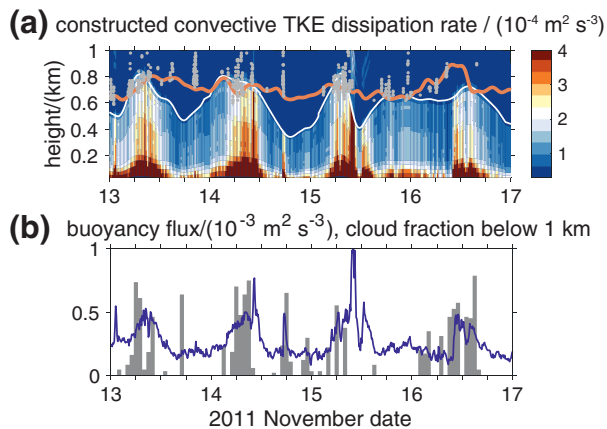 (a) constructed convective TKE dissipation rate / (10⁻⁴ m² s⁻³)
height/(km)
1
0.8
0.6
0.4
0.2
13 14 15 16 17
4
3
2
1
(b) buoyancy flux/(10⁻³ m² s⁻³), cloud fraction below 1 km
1
0.5
0
13 14 15 16 17
2011 November date